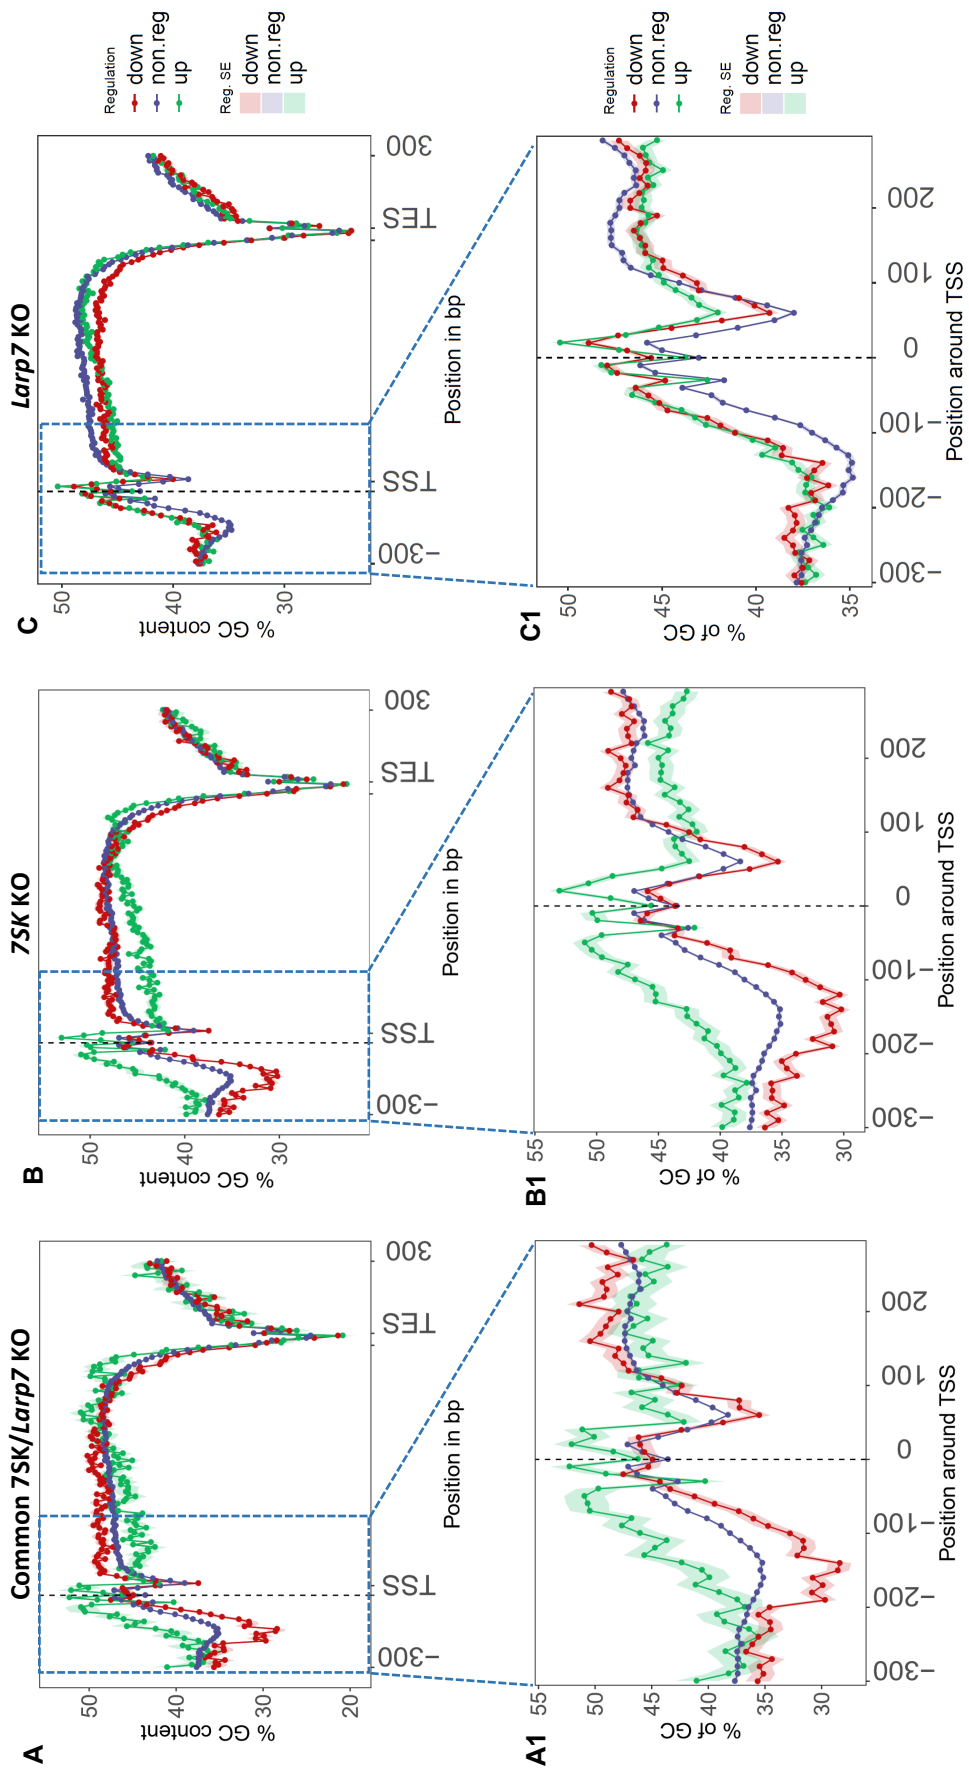 A
Common 7SK/Larp7 KO
% GC content
50
40
30
20
−300
TSS
TES
300
Position in bp
B
7SK KO
% GC content
50
40
30
−300
TSS
TES
300
Position in bp
C
Larp7 KO
% GC content
50
40
30
−300
TSS
TES
300
Position in bp
Regulation
down
non.reg
up
Reg. SE
down
non.reg
up
A1
% of GC
55
50
45
40
35
30
−300
−200
−100
0
100
200
Position around TSS
B1
% of GC
55
50
45
40
35
30
−300
−200
−100
0
100
200
Position around TSS
C1
% of GC
50
45
40
35
−300
−200
−100
0
100
200
Position around TSS
Regulation
down
non.reg
up
Reg. SE
down
non.reg
up